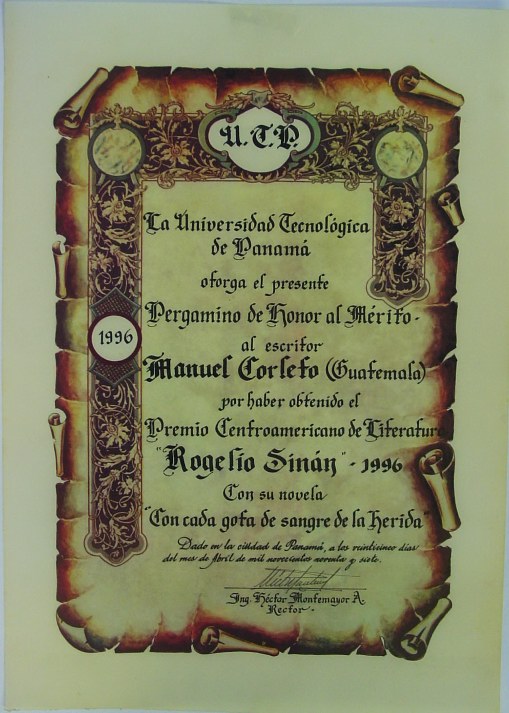 U.T.P.
La Universidad Tecnológica
de Panamá
otorga el presente
Pergamino de Honor al Mérito -
1996
al escritor
Manuel Corleto (Guatemala)
por haber obtenido el
Premio Centroamericano de Literatura
"Rogelio Sinán" - 1996
Con su novela
"Con cada gota de sangre de la herida"
Dado en la ciudad de Panamá, a los veinticinco días
del mes de Abril de mil novecientos noventa y siete.
Ing. Héctor Montemayor A.
Rector -